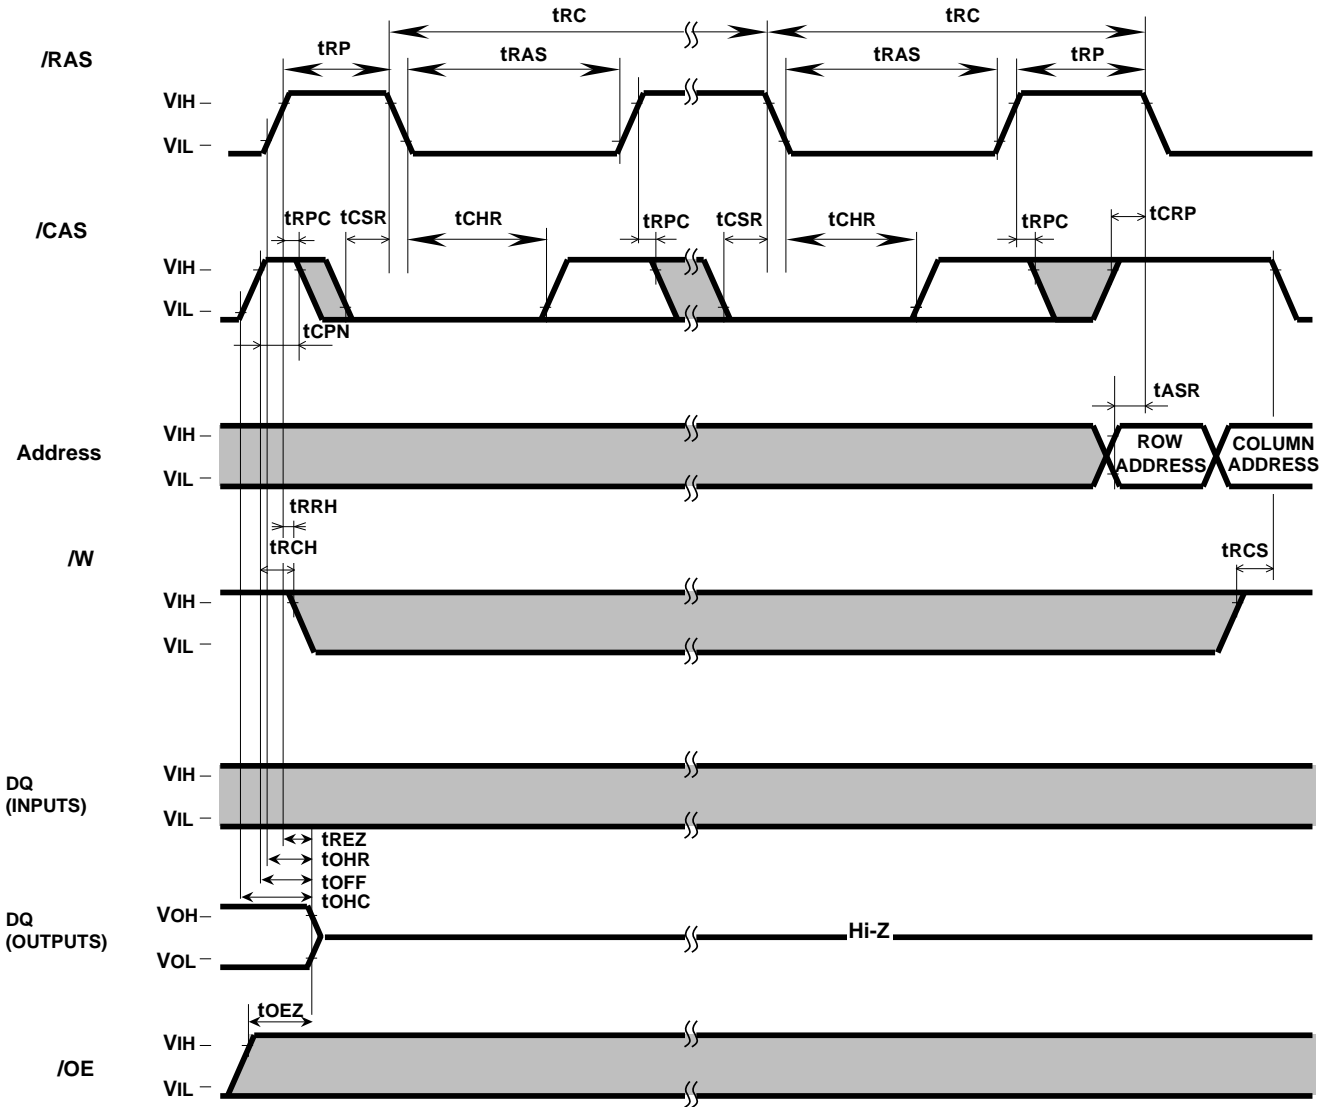 tRC tRC
/RAS tRP tRAS tRAS tRP
VIH
VIL
/CAS tRPC tCSR tCHR tRPC tCSR tCHR tRPC tCRP
VIH
VIL
tCPN
tASR
Address
VIH
VIL
ROW
ADDRESS
COLUMN
ADDRESS
tRRH
/W tRCH tRCS
VIH
VIL
DQ
(INPUTS)
VIH
VIL
tREZ
tOHR
tOFF
tOHC
DQ
(OUTPUTS)
VOH
VOL
Hi-Z
tOEZ
/OE
VIH
VIL